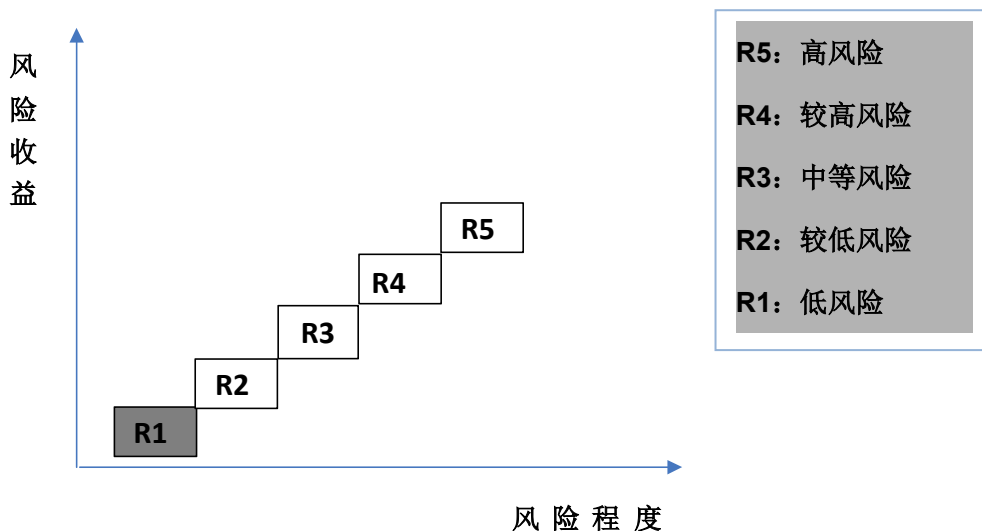 风险收益
R5：高风险
R4：较高风险
R3：中等风险
R2：较低风险
R1：低风险
R5
R4
R3
R2
R1
风险程度